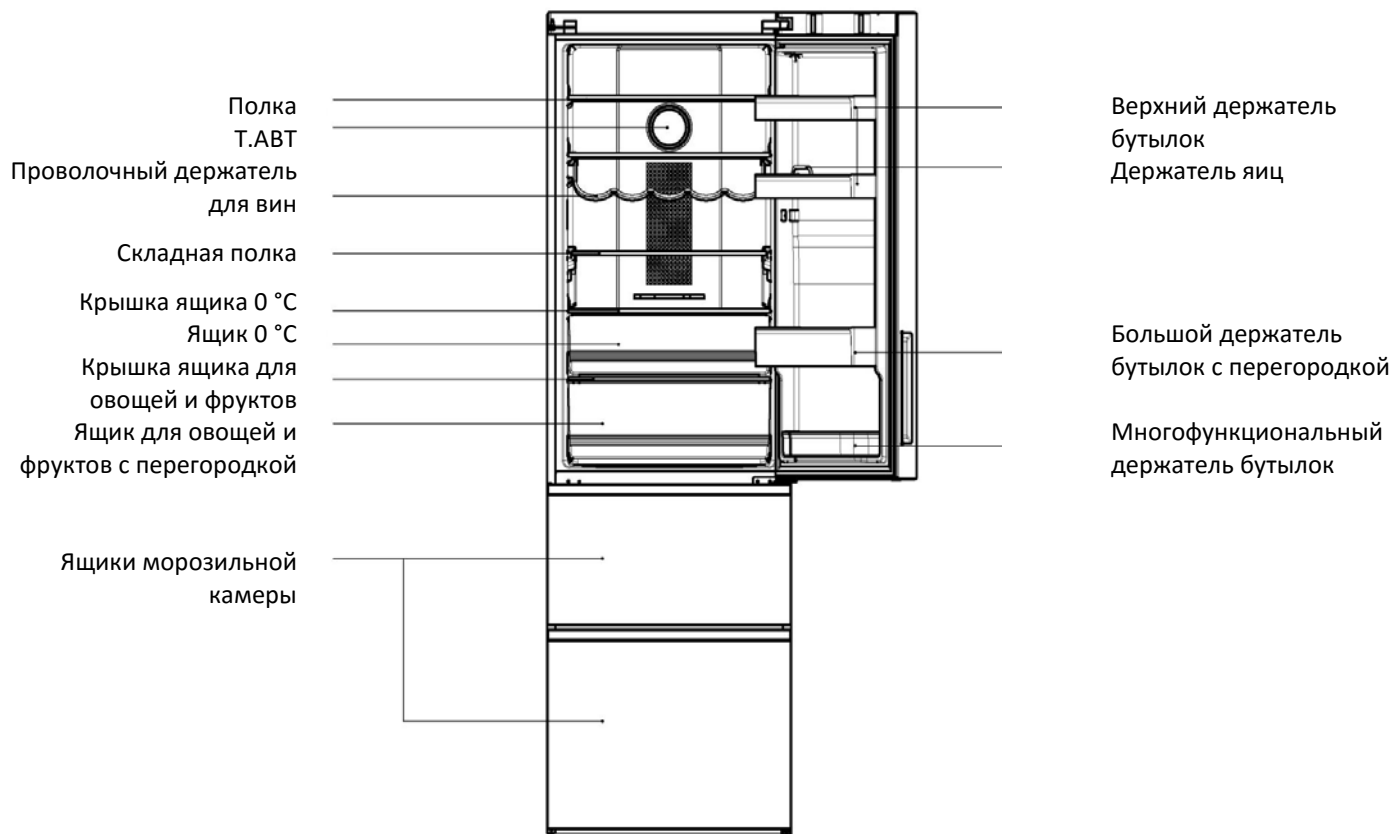 Полка
Т.АВТ
Проволочный держатель
для вин
Складная полка
Крышка ящика 0 °C
Ящик 0 °C
Крышка ящика для
овощей и фруктов
Ящик для овощей и
фруктов с перегородкой
Ящики морозильной
камеры
Верхний держатель
бутылок
Держатель яиц
Большой держатель
бутылок с перегородкой
Многофункциональный
держатель бутылок